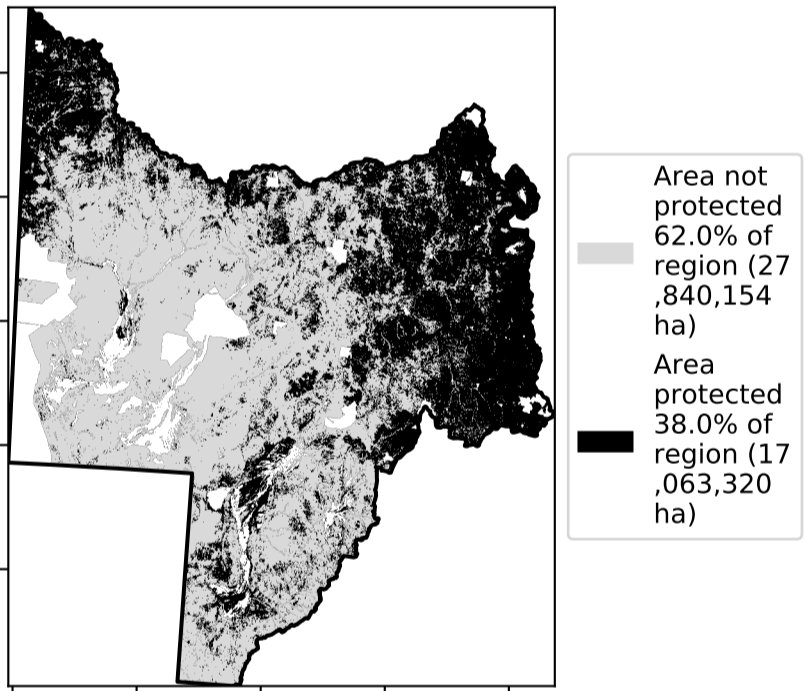 Area not
protected
62.0% of
region (27
,840,154
ha)
Area
protected
38.0% of
region (17
,063,320
ha)